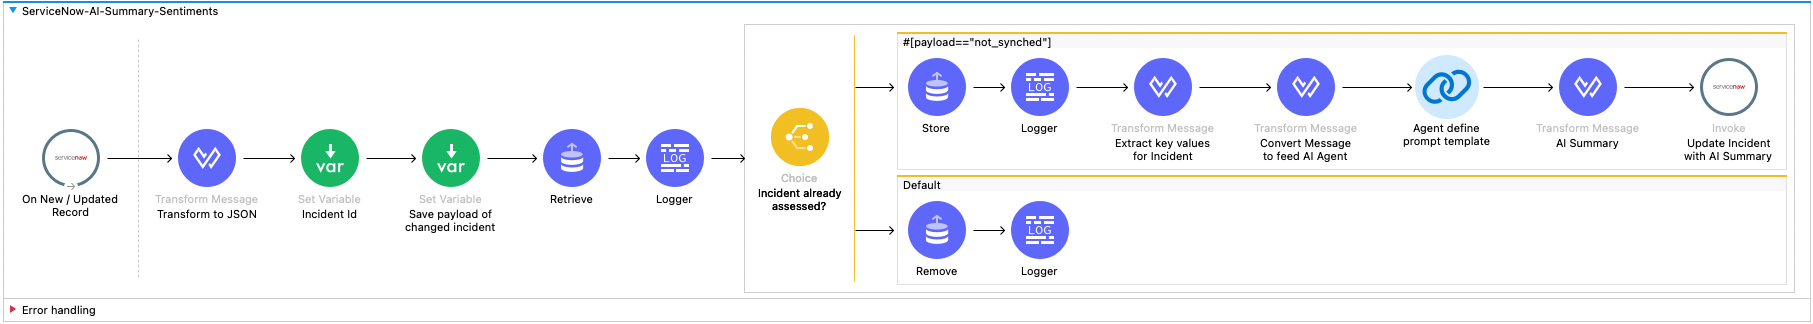 ServiceNow-AI-Summary-Sentiments
servicenow
On New / Updated
Record
Transform Message
Transform to JSON
var
Set Variable
Incident Id
var
Set Variable
Save payload of
changed incident
Retrieve
LOG
Logger
Choice
Incident already
assessed?
#[payload=="not_synched"]
Store
LOG
Logger
Transform Message
Extract key values
for Incident
Transform Message
Convert Message
to feed AI Agent
Agent define
prompt template
Transform Message
AI Summary
servicenow
Invoke
Update Incident
with AI Summary
Default
Remove
LOG
Logger
Error handling